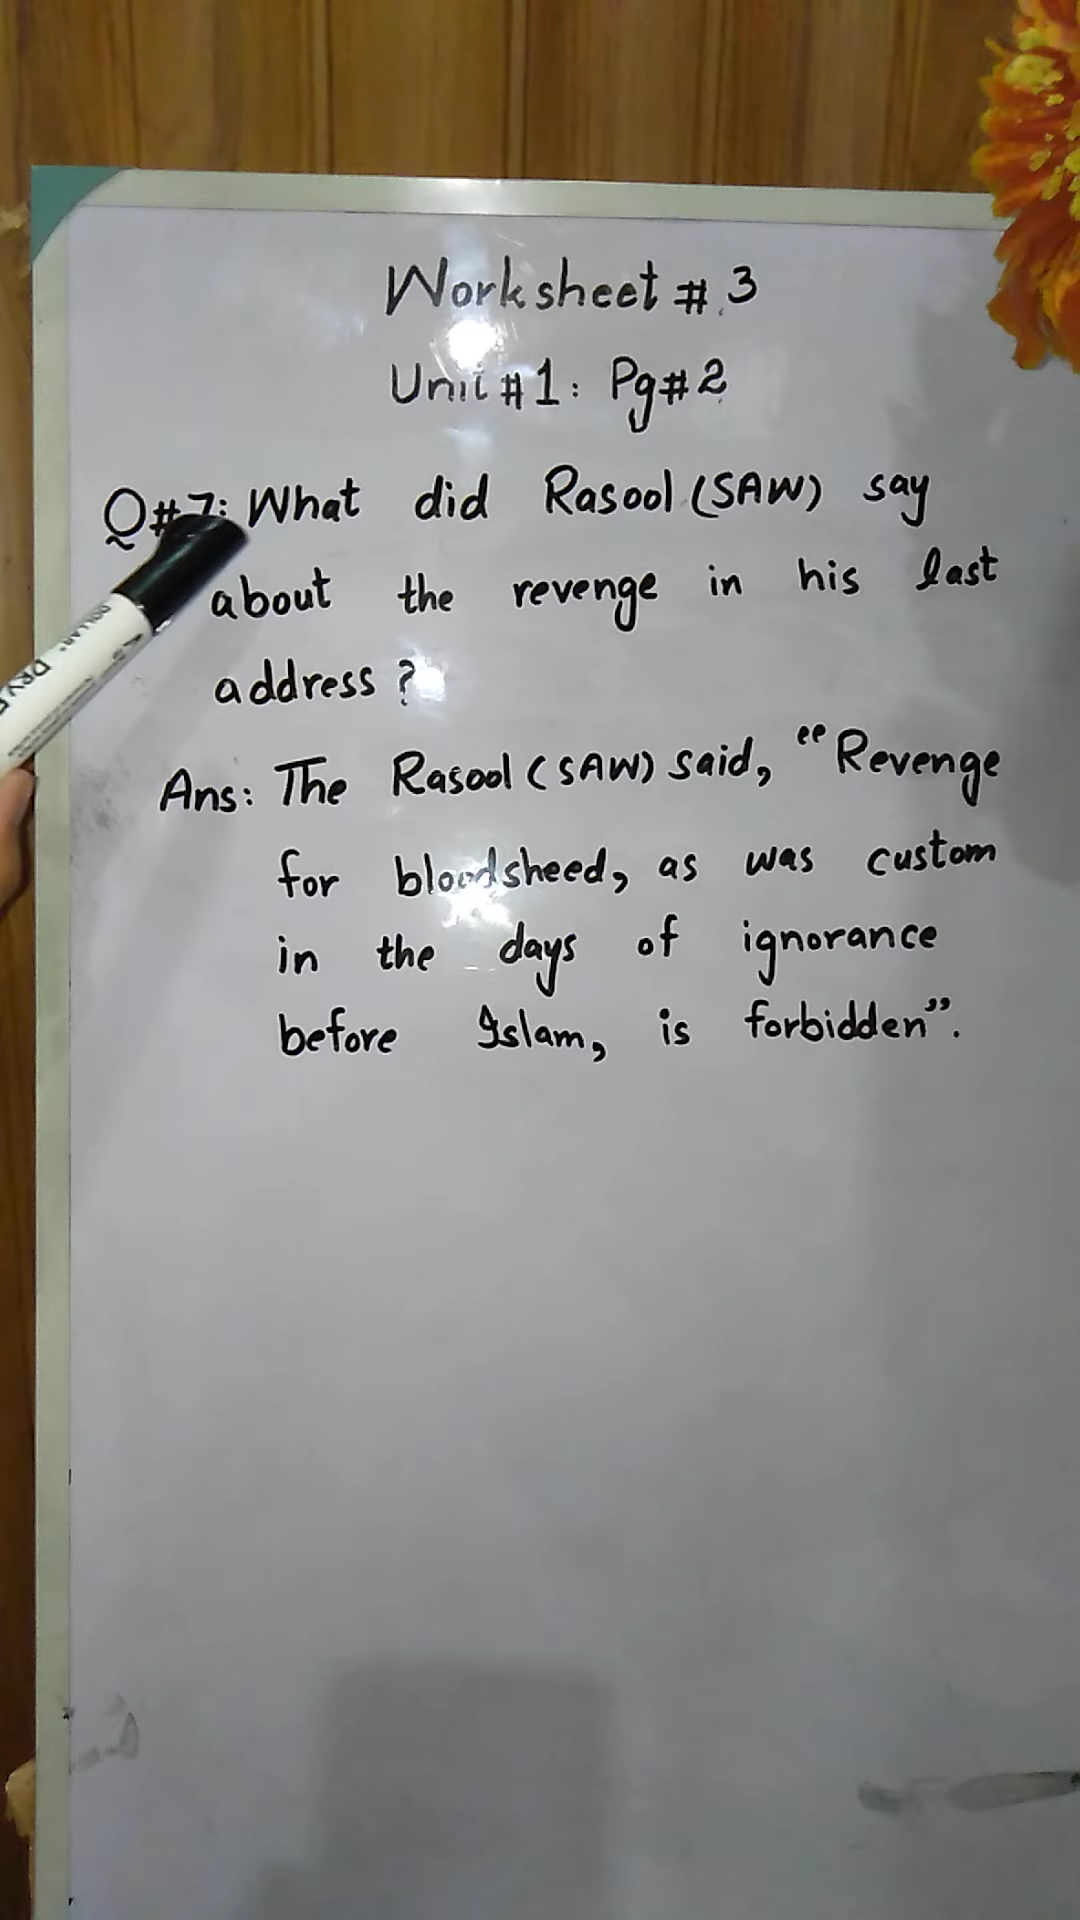 Worksheet # 3
Unit #1: Pg#2
Q#7: What did Rasool (SAW) say
about the revenge in his last
address?
Ans: The Rasool (SAW) said, “Revenge
for bloodshed, as was custom
in the days of ignorance
before Islam, is forbidden”.
DOLLAR